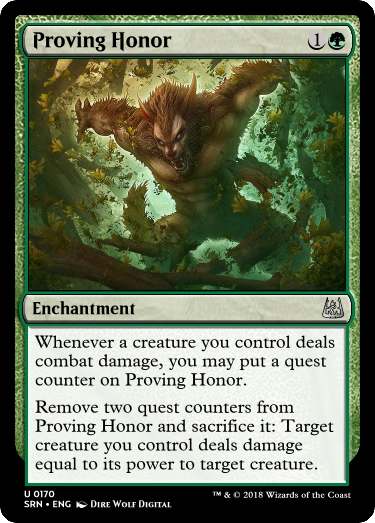 Proving Honor 1
Enchantment
Whenever a creature you control deals
combat damage, you may put a quest
counter on Proving Honor.
Remove two quest counters from
Proving Honor and sacrifice it: Target
creature you control deals damage
equal to its power to target creature.
U 0170
SRN • ENG Dire Wolf Digital
™ & © 2018 Wizards of the Coast